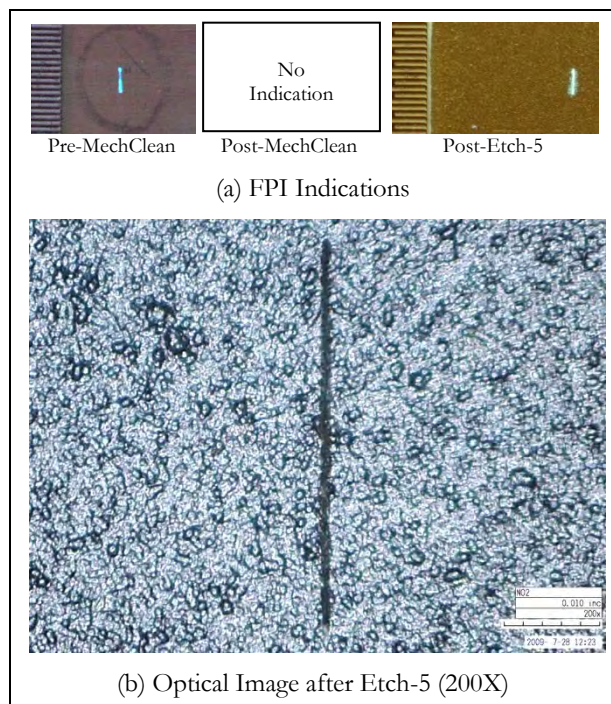 No
Indication
Pre-MechClean
Post-MechClean
Post-Etch-5
(a) FPI Indications
NO2
0.010 inc
200x
2009- 7-28 12:23
(b) Optical Image after Etch-5 (200X)